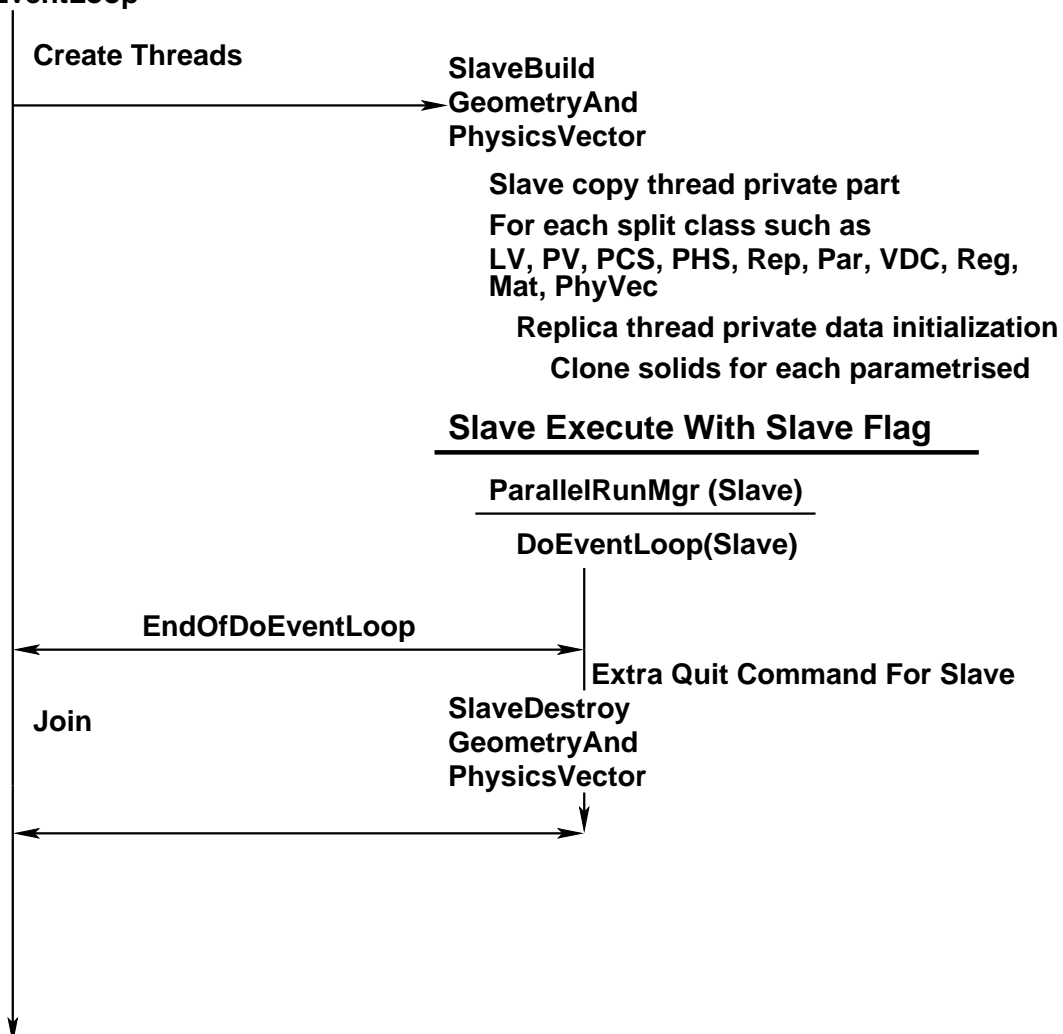 EventLoop
Create Threads
SlaveBuild
GeometryAnd
PhysicsVector
Slave copy thread private part
For each split class such as
LV, PV, PCS, PHS, Rep, Par, VDC, Reg,
Mat, PhyVec
Replica thread private data initialization
Clone solids for each parametrised
Slave Execute With Slave Flag
ParallelRunMgr (Slave)
DoEventLoop(Slave)
EndOfDoEventLoop
Extra Quit Command For Slave
Join
SlaveDestroy
GeometryAnd
PhysicsVector